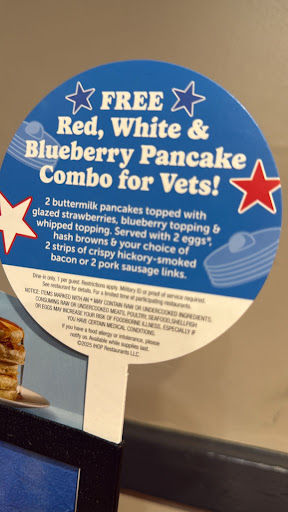 FREE
Red, White &
Blueberry Pancake
Combo for Vets!
2 buttermilk pancakes topped with
glazed strawberries, blueberry topping &
whipped topping. Served with 2 eggs*,
hash browns & your choice of
2 strips of crispy hickory-smoked
bacon or 2 pork sausage links.
Dine-in only. 1 per guest. Restrictions apply. Military ID or proof of service required.
See restaurant for details. For a limited time at participating restaurants.
NOTICE: ITEMS MARKED WITH AN * MAY CONTAIN RAW OR UNDERCOOKED INGREDIENTS.
CONSUMING RAW OR UNDERCOOKED MEATS, POULTRY, SEAFOOD, SHELLFISH
OR EGGS MAY INCREASE YOUR RISK OF FOODBORNE ILLNESS, ESPECIALLY IF
YOU HAVE CERTAIN MEDICAL CONDITIONS.
If you have a food allergy or intolerance, please
notify us. Available while supplies last.
©2025 IHOP Restaurants LLC.